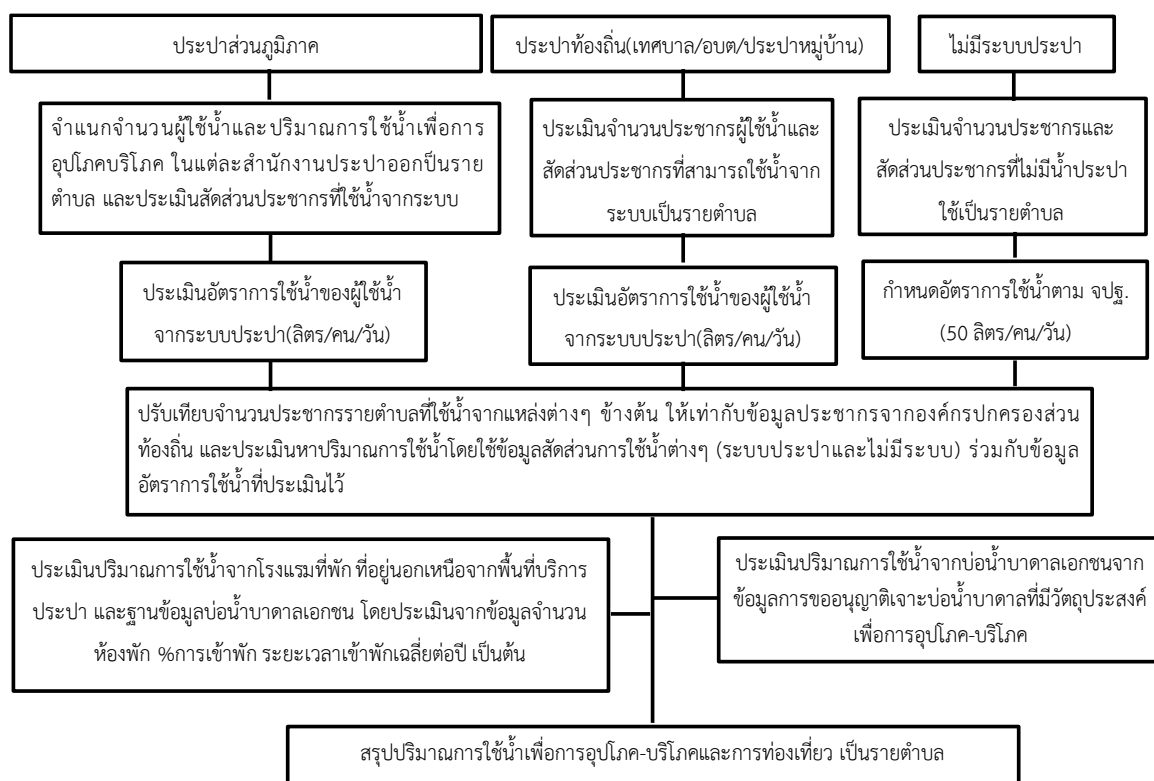 ประปาส่วนภูมิภาค
ประปาท้องถิ่น(เทศบาล/อบต/ประปาหมู่บ้าน)
ไม่มีระบบประปา
จำแนกจำนวนผู้ใช้น้ำและปริมาณการใช้น้ำเพื่อการ
อุปโภคบริโภค ในแต่ละสำนักงานประปาออกป็นราย
ตำบล และประเมินสัดส่วนประชากรที่ใช้น้ำจากระบบ
ประเมินจำนวนประชากรผู้ใช้น้ำและ
สัดส่วนประชากรที่สามารถใช้น้ำจาก
ระบบเป็นรายตำบล
ประเมินจำนวนประชากรและ
สัดส่วนประชากรที่ไม่มีน้ำประปา
ใช้เป็นรายตำบล
ประเมินอัตราการใช้น้ำของผู้ใช้น้ำ
จากระบบประปา(ลิตร/คน/วัน)
ประเมินอัตราการใช้น้ำของผู้ใช้น้ำ
จากระบบประปา(ลิตร/คน/วัน)
กำหนดอัตราการใช้น้ำตาม จปฐ.
(50 ลิตร/คน/วัน)
ปรับเทียบจำนวนประชากรรายตำบลที่ใช้น้ำจากแหล่งต่างๆ ข้างต้น ให้เท่ากับข้อมูลประชากรจากองค์กรปกครองส่วน
ท้องถิ่น และประเมินหาปริมาณการใช้น้ำโดยใช้ข้อมูลสัดส่วนการใช้น้ำต่างๆ (ระบบประปาและไม่มีระบบ) ร่วมกับข้อมูล
อัตราการใช้น้ำที่ประเมินไว้
ประเมินปริมาณการใช้น้ำจากโรงแรมที่พัก ที่อยู่นอกเหนือจากพื้นที่บริการ
ประปา และฐานข้อมูลบ่อน้ำบาดาลเอกชน โดยประเมินจากข้อมูลจำนวน
ห้องพัก %การเข้าพัก ระยะเวลาเข้าพักเฉลี่ยต่อปี เป็นต้น
ประเมินปริมาณการใช้น้ำจากบ่อน้ำบาดาลเอกชนจาก
ข้อมูลการขออนุญาติเจาะบ่อน้ำบาดาลที่มีวัตถุประสงค์
เพื่อการอุปโภค-บริโภค
สรุปปริมาณการใช้น้ำเพื่อการอุปโภค-บริโภคและการท่องเที่ยว เป็นรายตำบล